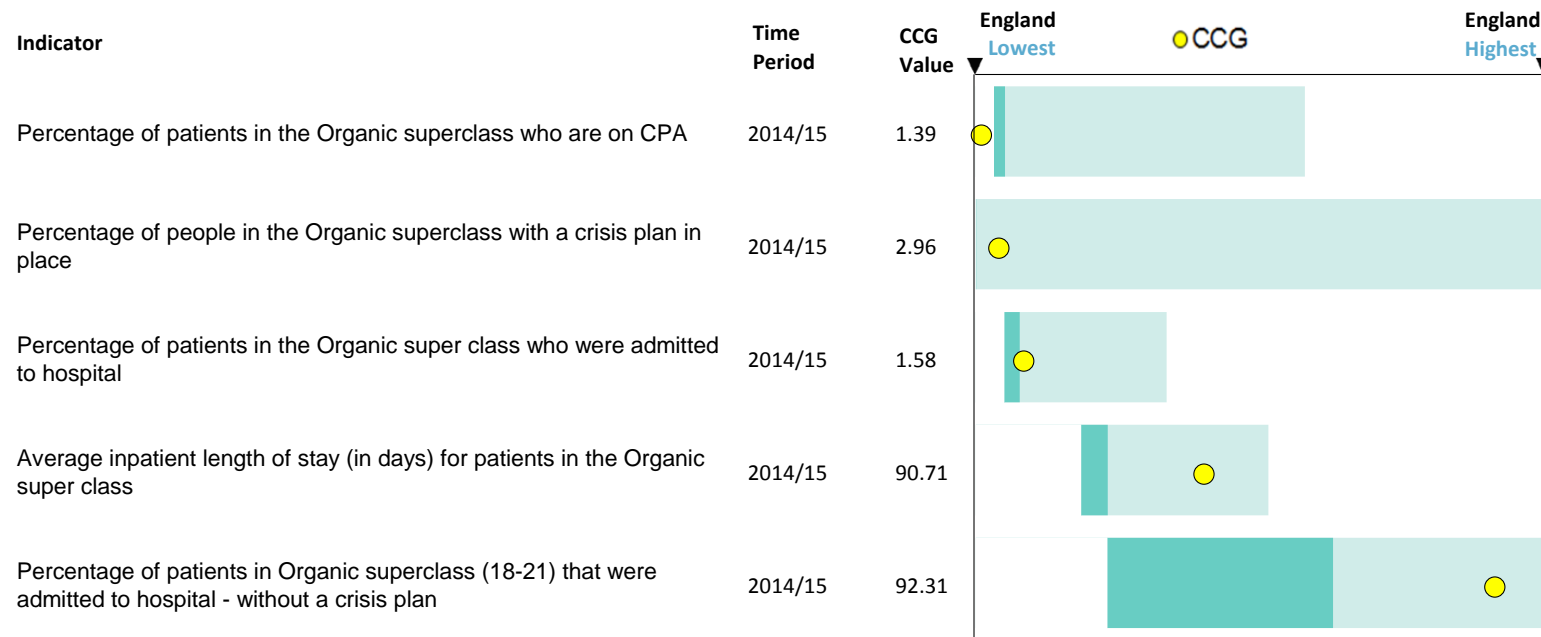 Indicator
Time
Period
CCG
Value
England
Lowest
CCG
England
Highest
Percentage of patients in the Organic superclass who are on CPA 2014/15 1.39
Percentage of people in the Organic superclass with a crisis plan in
place
2014/15 2.96
Percentage of patients in the Organic super class who were admitted
to hospital
2014/15 1.58
Average inpatient length of stay (in days) for patients in the Organic
super class
2014/15 90.71
Percentage of patients in Organic superclass (18-21) that were
admitted to hospital - without a crisis plan
2014/15 92.31